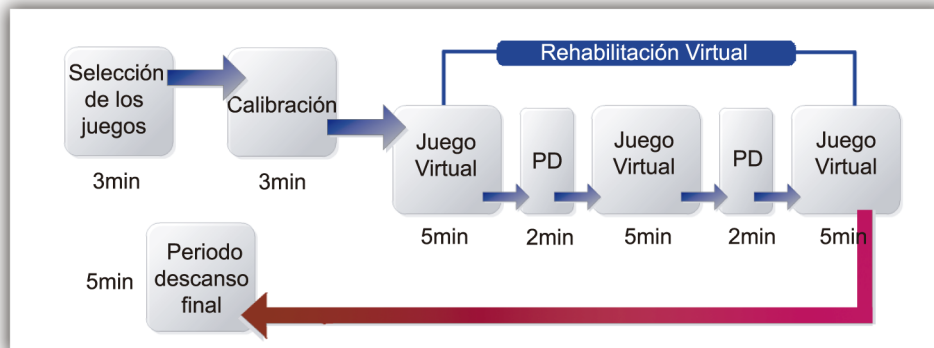 Rehabilitación Virtual
Selección
de los
juegos
3min
Calibración
3min
Juego
Virtual
5min
PD
2min
Juego
Virtual
5min
PD
2min
Juego
Virtual
5min
Periodo
descanso
final
5min